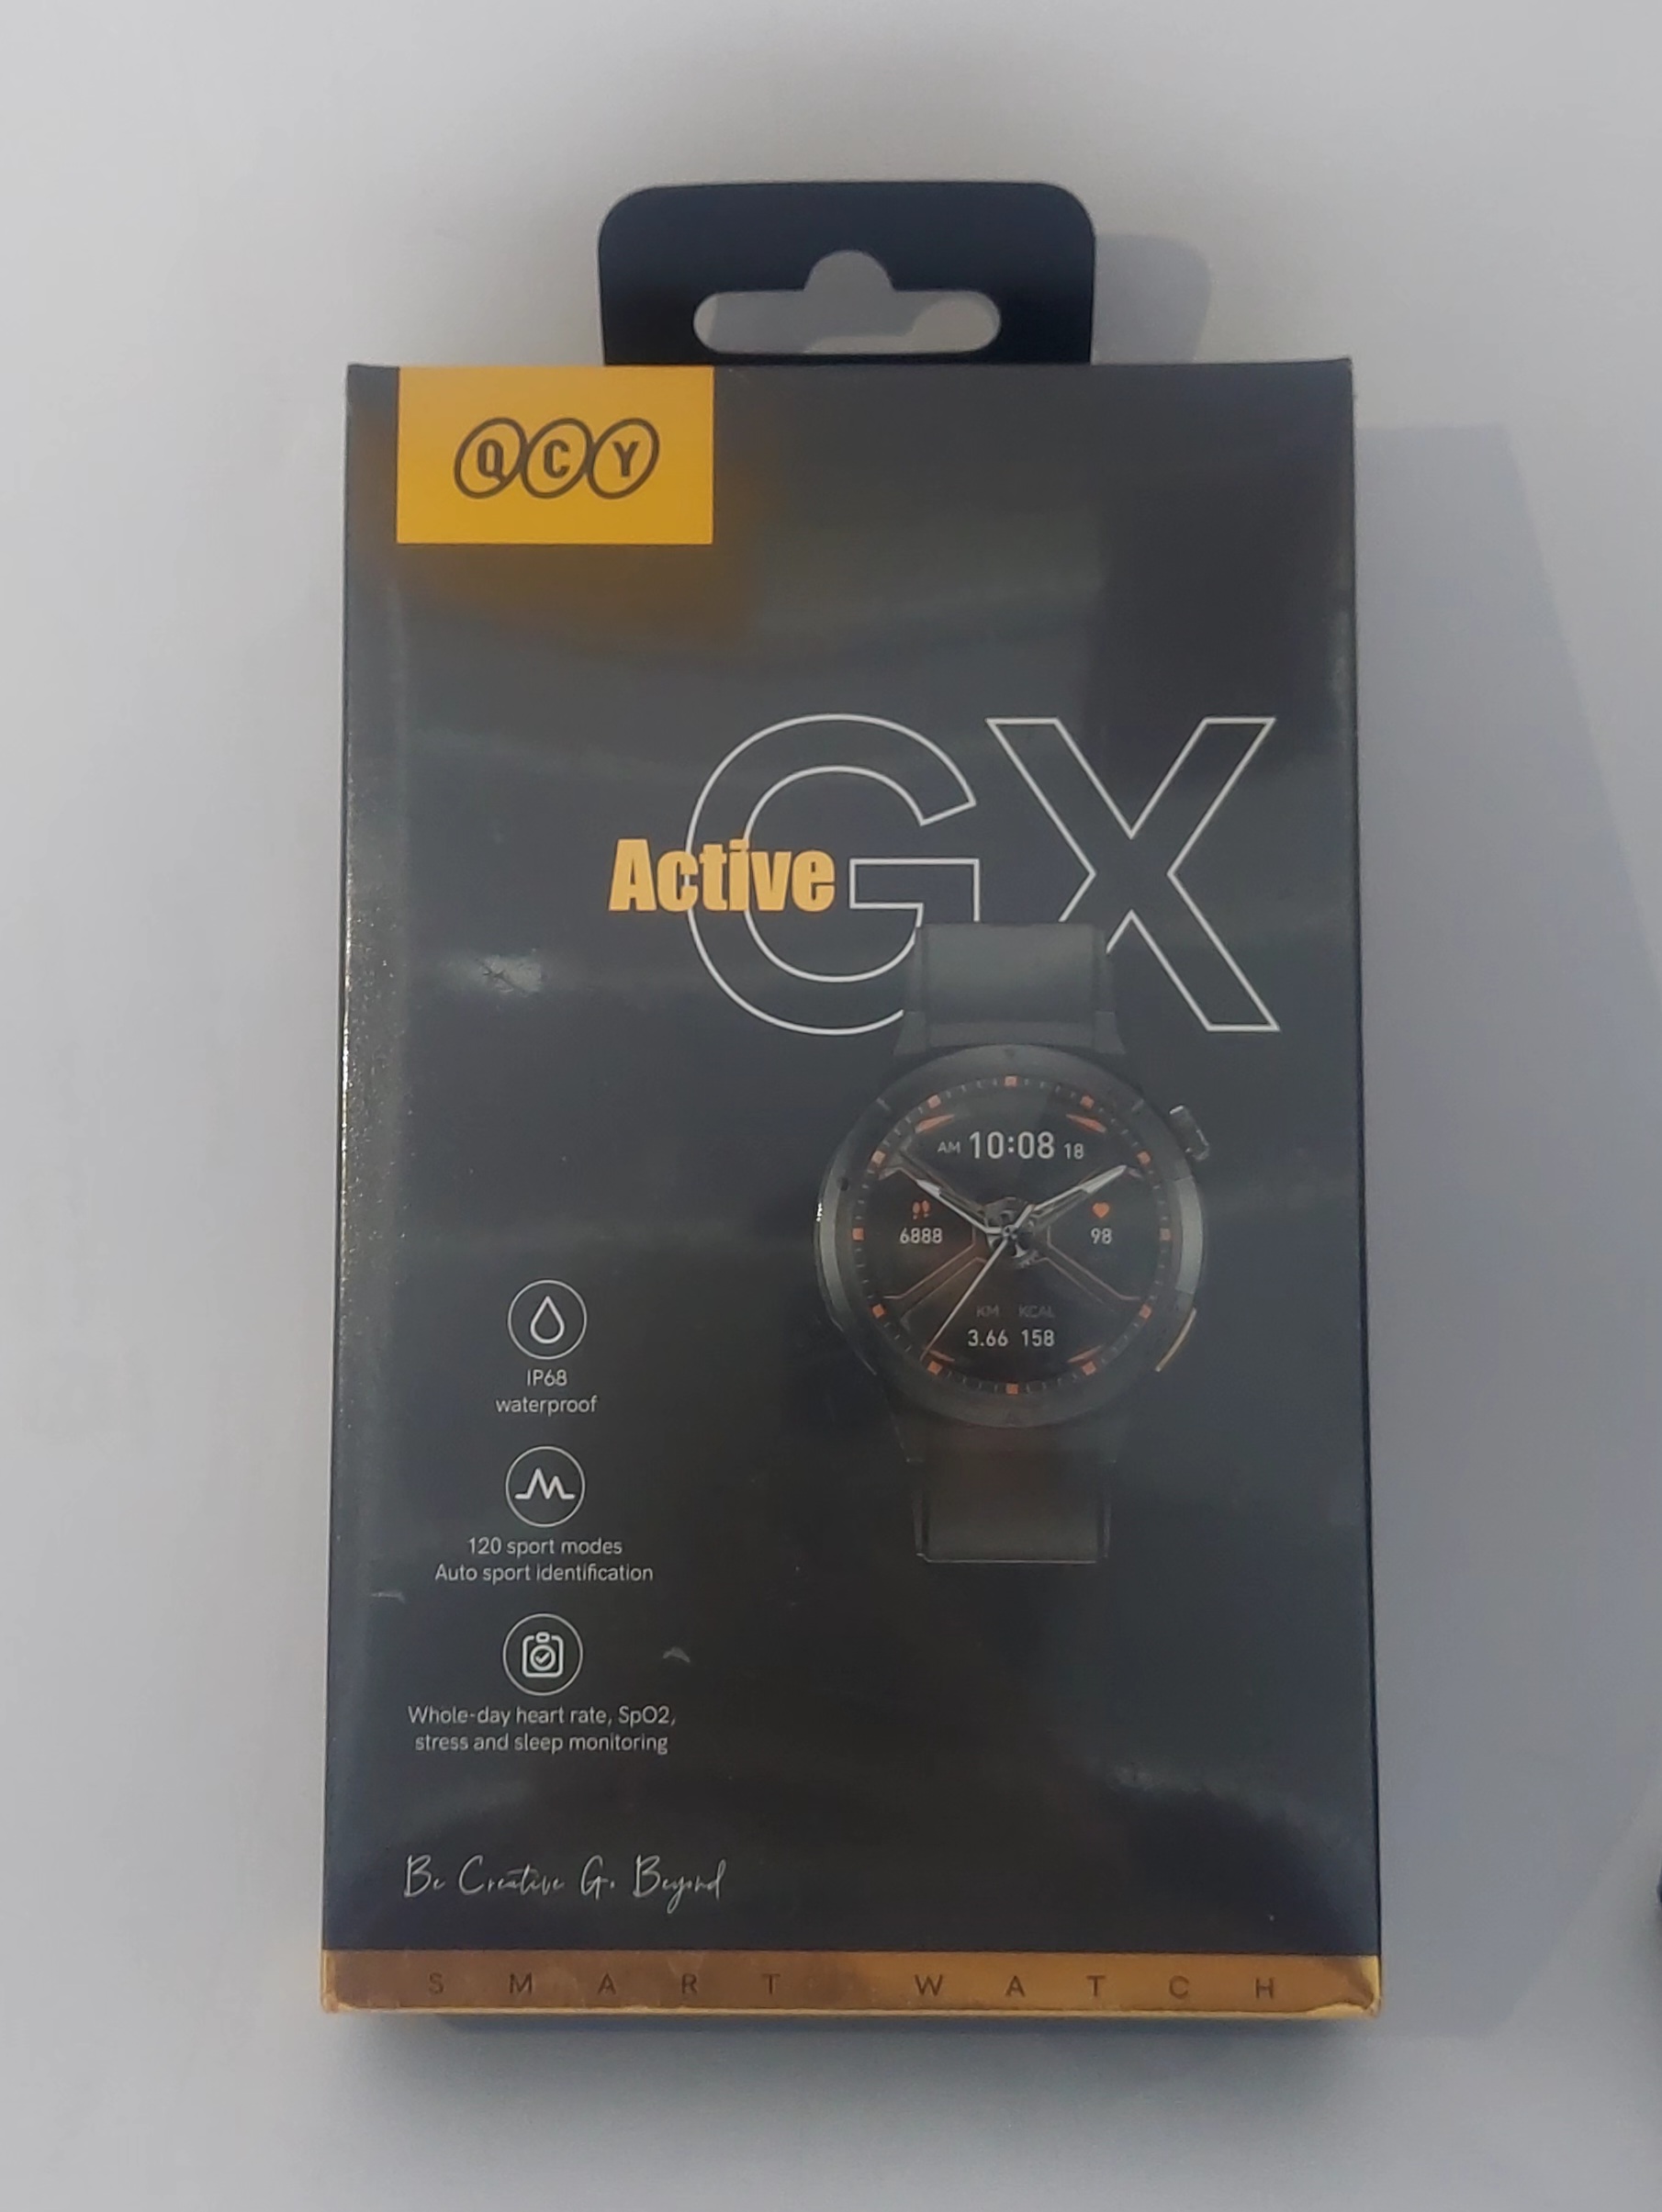 QCY
GX
Active
AM 10:08 18
6888
98
KM KCAL
3.66 158
IP68
waterproof
120 sport modes
Auto sport identification
Whole-day heart rate, SpO2,
stress and sleep monitoring
Be Creative Go Beyond
SMART WATCH